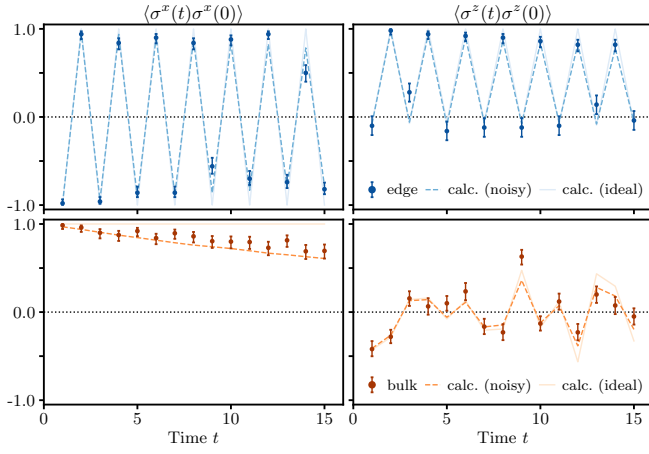 ⟨σˣ(t)σˣ(0)⟩ ⟨σᶻ(t)σᶻ(0)⟩
1.0
0.0
-1.0
edge calc. (noisy) calc. (ideal)
1.0
0.0
-1.0
bulk calc. (noisy) calc. (ideal)
0 5 10 15 0 5 10 15
Time t Time t